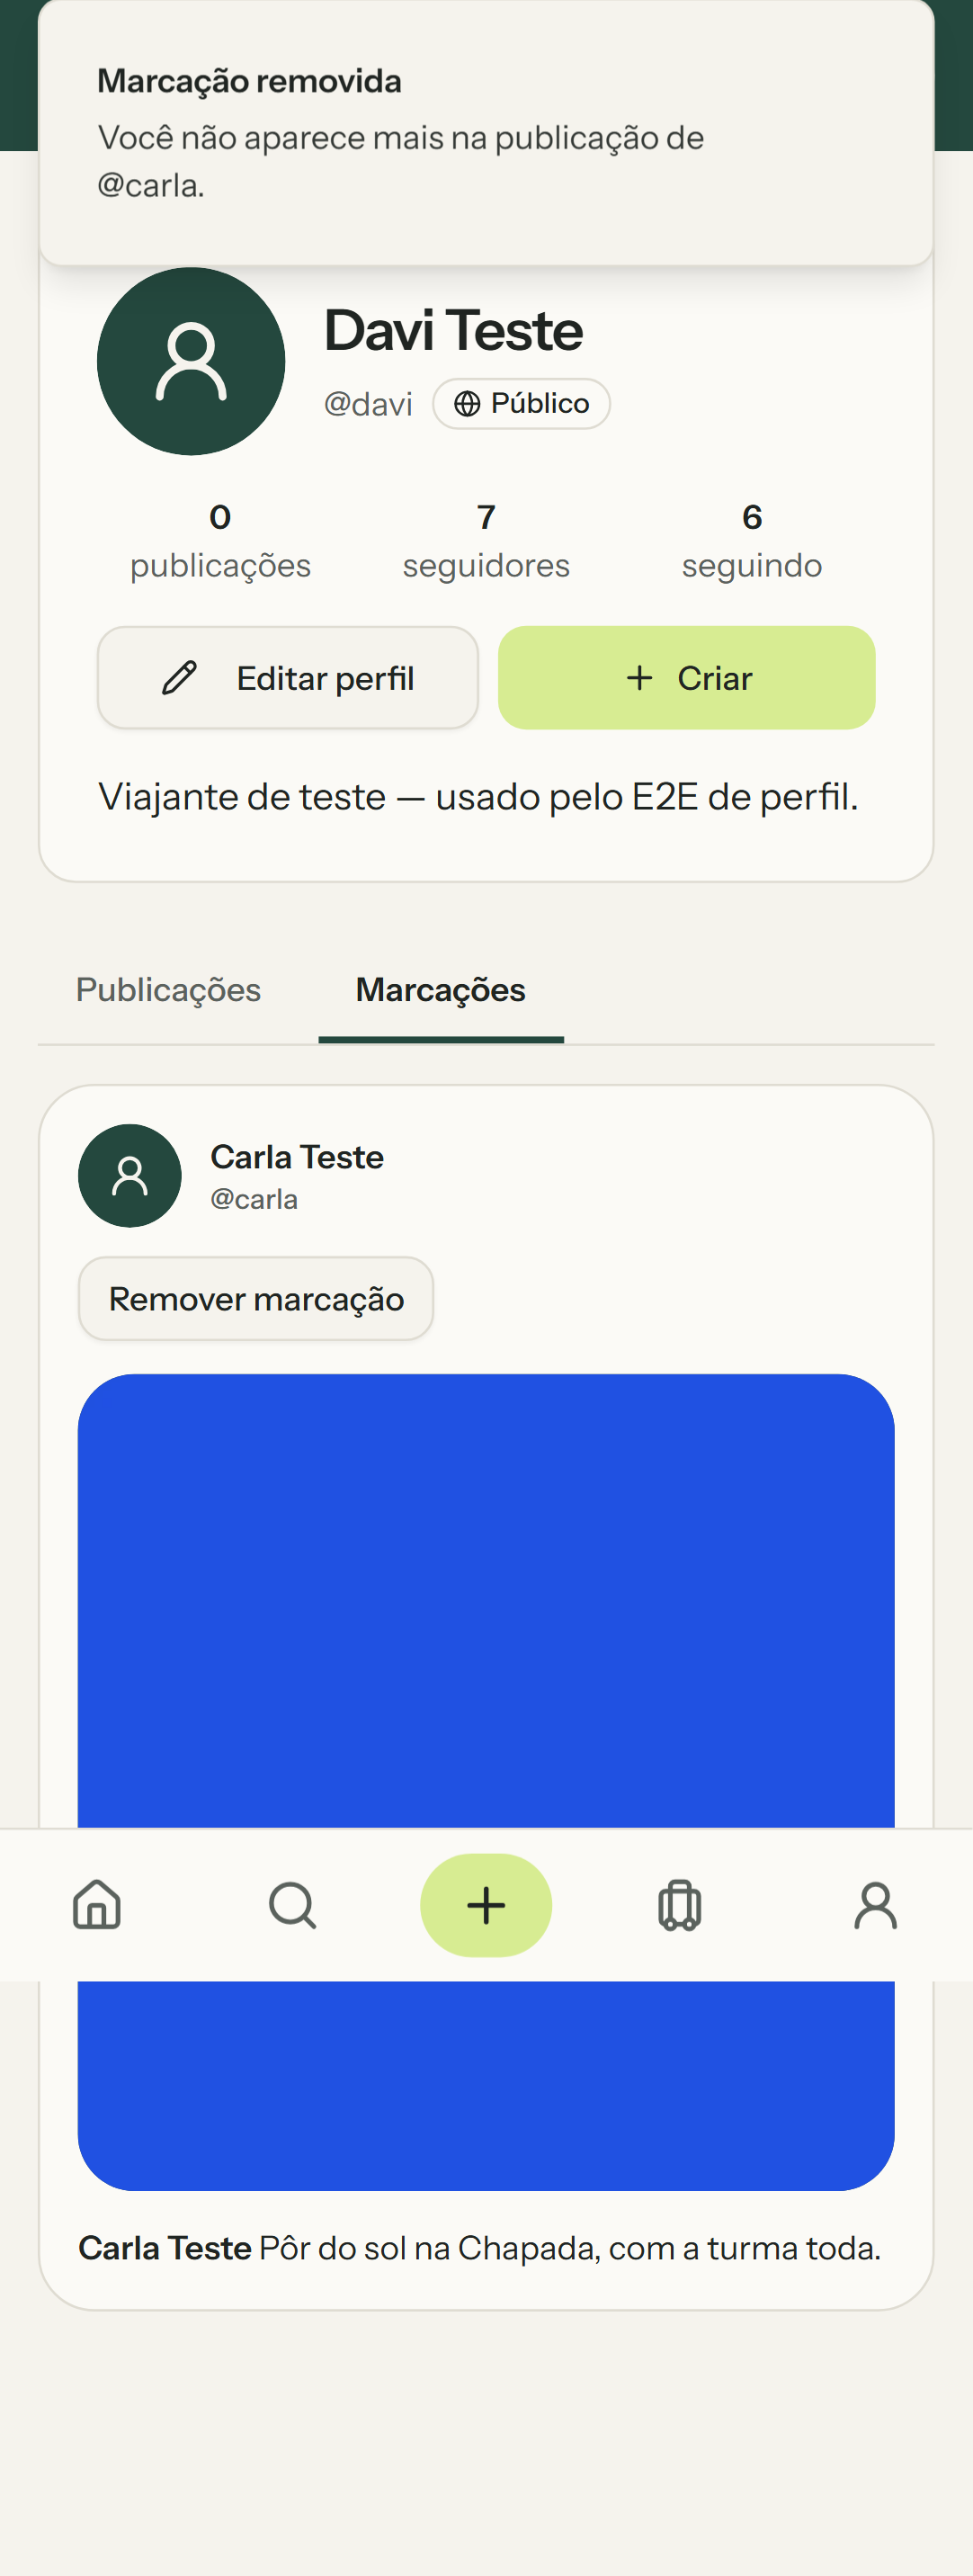 Marcação removida
Você não aparece mais na publicação de
@carla.
Davi Teste
@davi Público
0 7 6
publicações seguidores seguindo
Editar perfil Criar
Viajante de teste — usado pelo E2E de perfil.
Publicações Marcações
Carla Teste
@carla
Remover marcação
Carla Teste Pôr do sol na Chapada, com a turma toda.